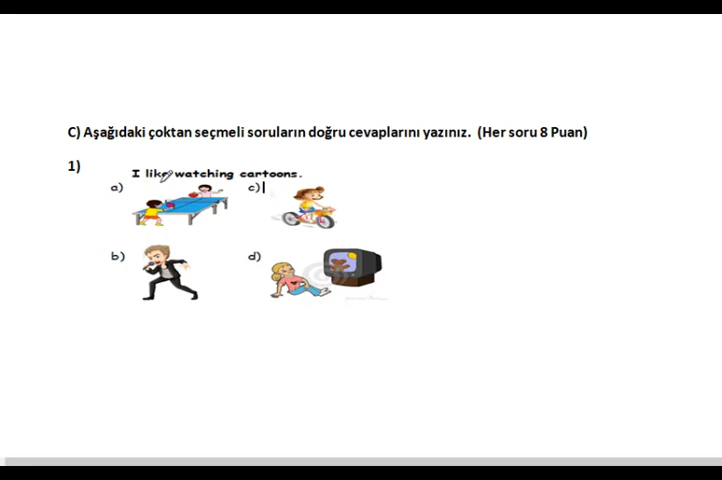 C) Aşağıdaki çoktan seçmeli soruların doğru cevaplarını yazınız. (Her soru 8 Puan)
1)
I like watching cartoons.
a)
c)
b)
d)